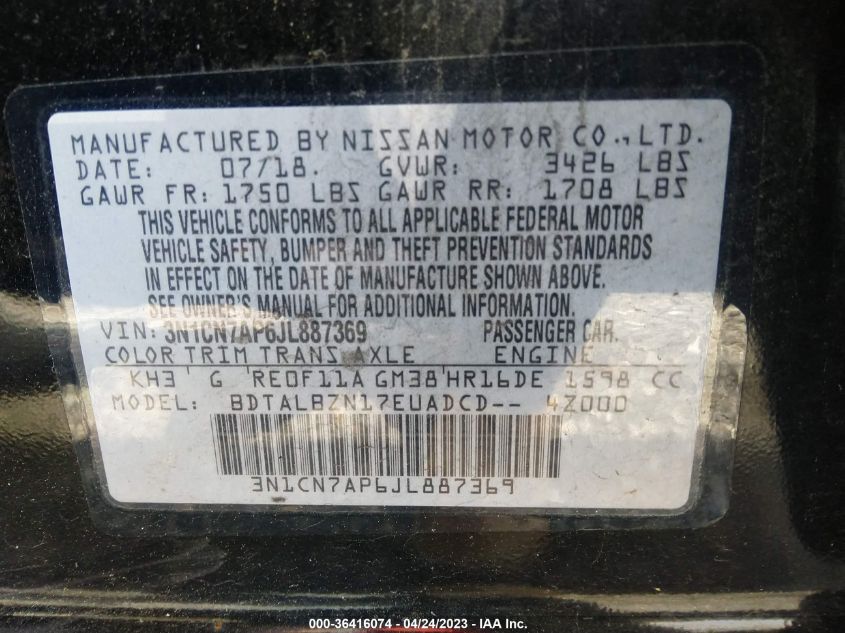 MANUFACTURED BY NISSAN MOTOR CO., LTD.
DATE: 07/18. GVWR: 3426 LBS
GAWR FR: 1750 LBS GAWR RR: 1708 LBS
THIS VEHICLE CONFORMS TO ALL APPLICABLE FEDERAL MOTOR
VEHICLE SAFETY, BUMPER AND THEFT PREVENTION STANDARDS
IN EFFECT ON THE DATE OF MANUFACTURE SHOWN ABOVE.
SEE OWNER'S MANUAL FOR ADDITIONAL INFORMATION.
VIN: 3N1CN7AP6JL887369 PASSENGER CAR.
COLOR TRIM TRANS AXLE ENGINE
KH3 G RE0F11A GM38 HR16DE 1598 CC
MODEL: BDTALBZN17EUADCD-- 4Z000
3N1CN7AP6JL887369
000-36416074 - 04/24/2023 - IAA Inc.